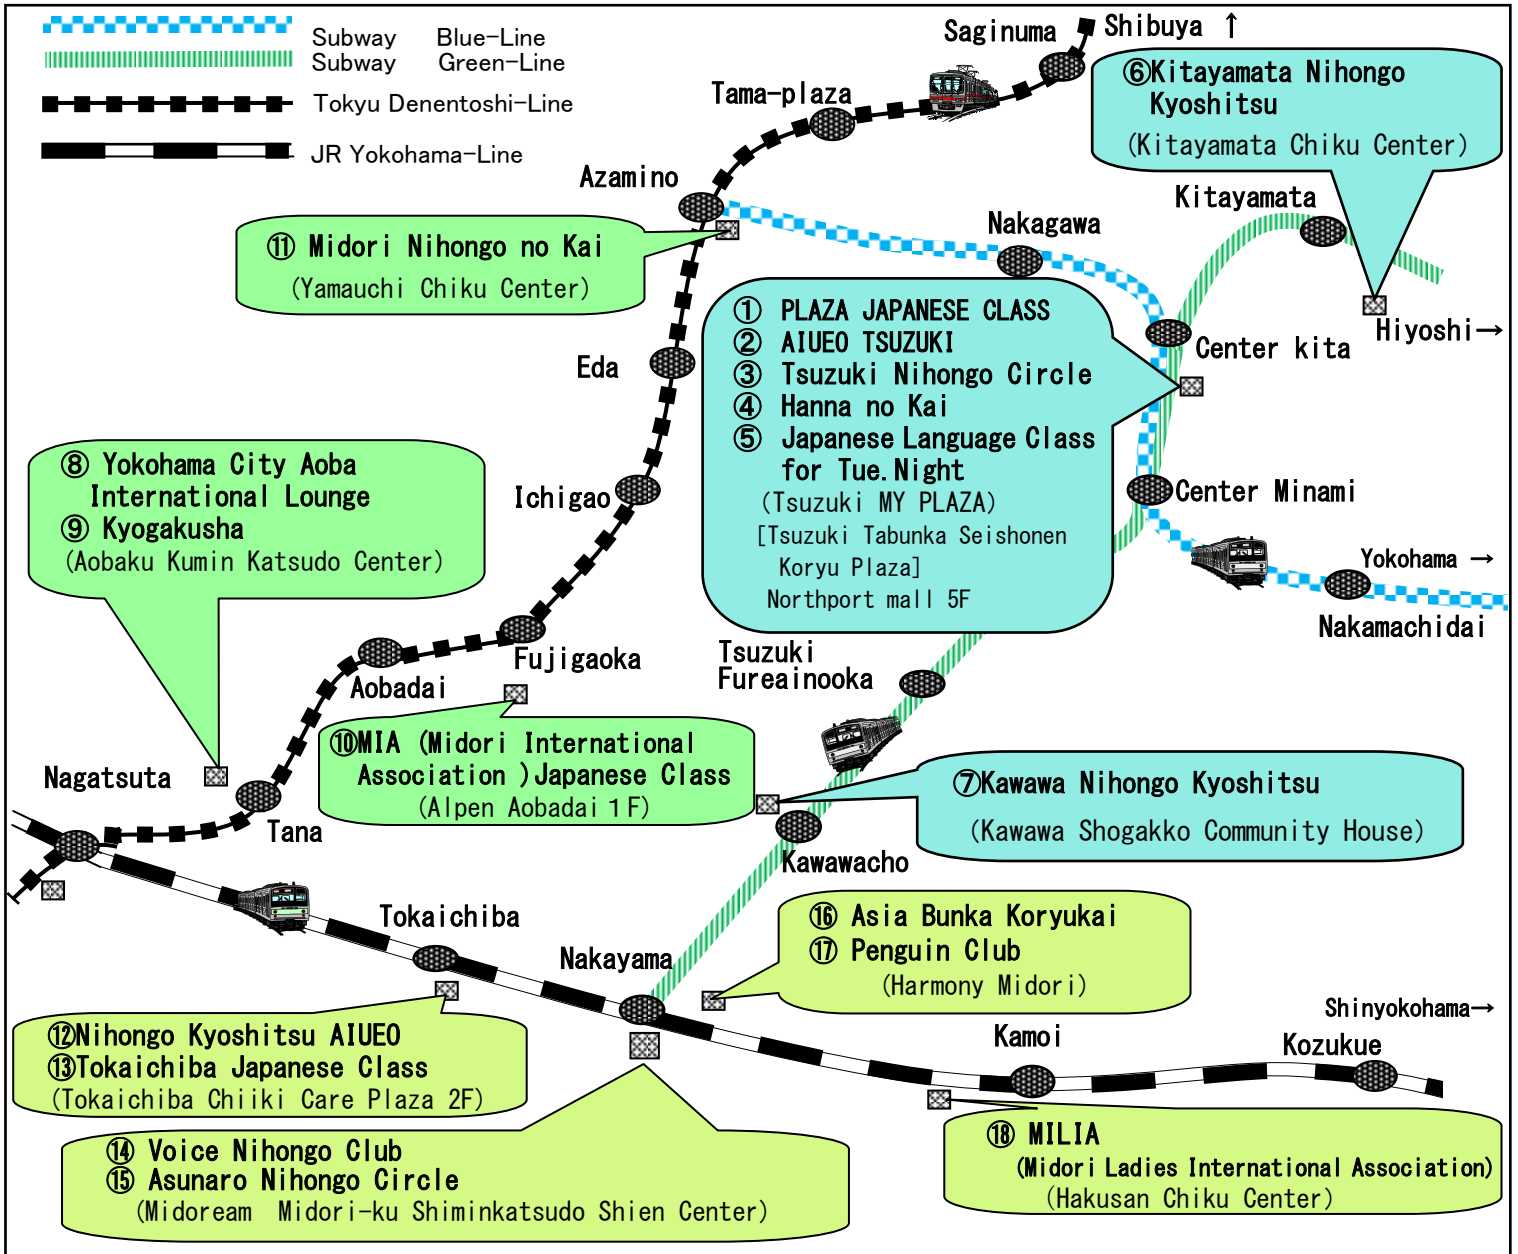 Subway Blue-Line
Subway Green-Line
Tokyu Denentoshi-Line
JR Yokohama-Line
Saginuma
Shibuya ↑
Tama-plaza
⑥Kitayamata Nihongo
Kyoshitsu
(Kitayamata Chiku Center)
Azamino
Kitayamata
Nakagawa
⑪ Midori Nihongo no Kai
(Yamauchi Chiku Center)
Hiyoshi→
Center kita
① PLAZA JAPANESE CLASS
② AIUEO TSUZUKI
③ Tsuzuki Nihongo Circle
④ Hanna no Kai
⑤ Japanese Language Class
for Tue. Night
(Tsuzuki MY PLAZA)
[Tsuzuki Tabunka Seishonen
Koryu Plaza]
Northport mall 5F
Eda
⑧ Yokohama City Aoba
International Lounge
⑨ Kyogakusha
(Aobaku Kumin Katsudo Center)
Ichigao
Center Minami
Yokohama →
Nakamachidai
Fujigaoka
Aobadai
Tsuzuki
Fureainooka
⑩MIA (Midori International
Association )Japanese Class
(Alpen Aobadai 1F)
Nagatsuta
Tana
⑦Kawawa Nihongo Kyoshitsu
(Kawawa Shogakko Community House)
Kawawacho
Tokaichiba
⑯ Asia Bunka Koryukai
⑰ Penguin Club
(Harmony Midori)
Nakayama
Shinyokohama→
Kamoi
Kozukue
⑫Nihongo Kyoshitsu AIUEO
⑬Tokaichiba Japanese Class
(Tokaichiba Chiiki Care Plaza 2F)
⑭ Voice Nihongo Club
⑮ Asunaro Nihongo Circle
(Midoream Midori-ku Shiminkatsudo Shien Center)
⑱ MILIA
(Midori Ladies International Association)
(Hakusan Chiku Center)